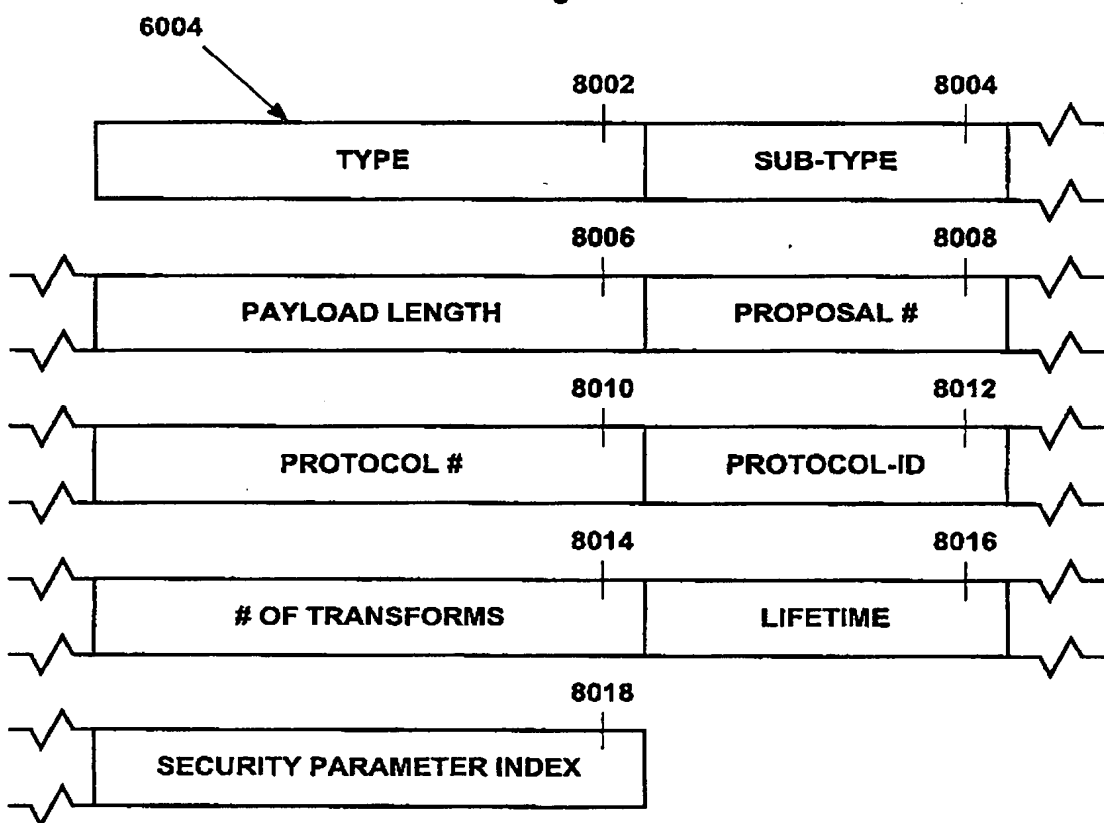 6004
8002 8004
TYPE SUB-TYPE
8006 8008
PAYLOAD LENGTH PROPOSAL #
8010 8012
PROTOCOL # PROTOCOL-ID
8014 8016
# OF TRANSFORMS LIFETIME
8018
SECURITY PARAMETER INDEX